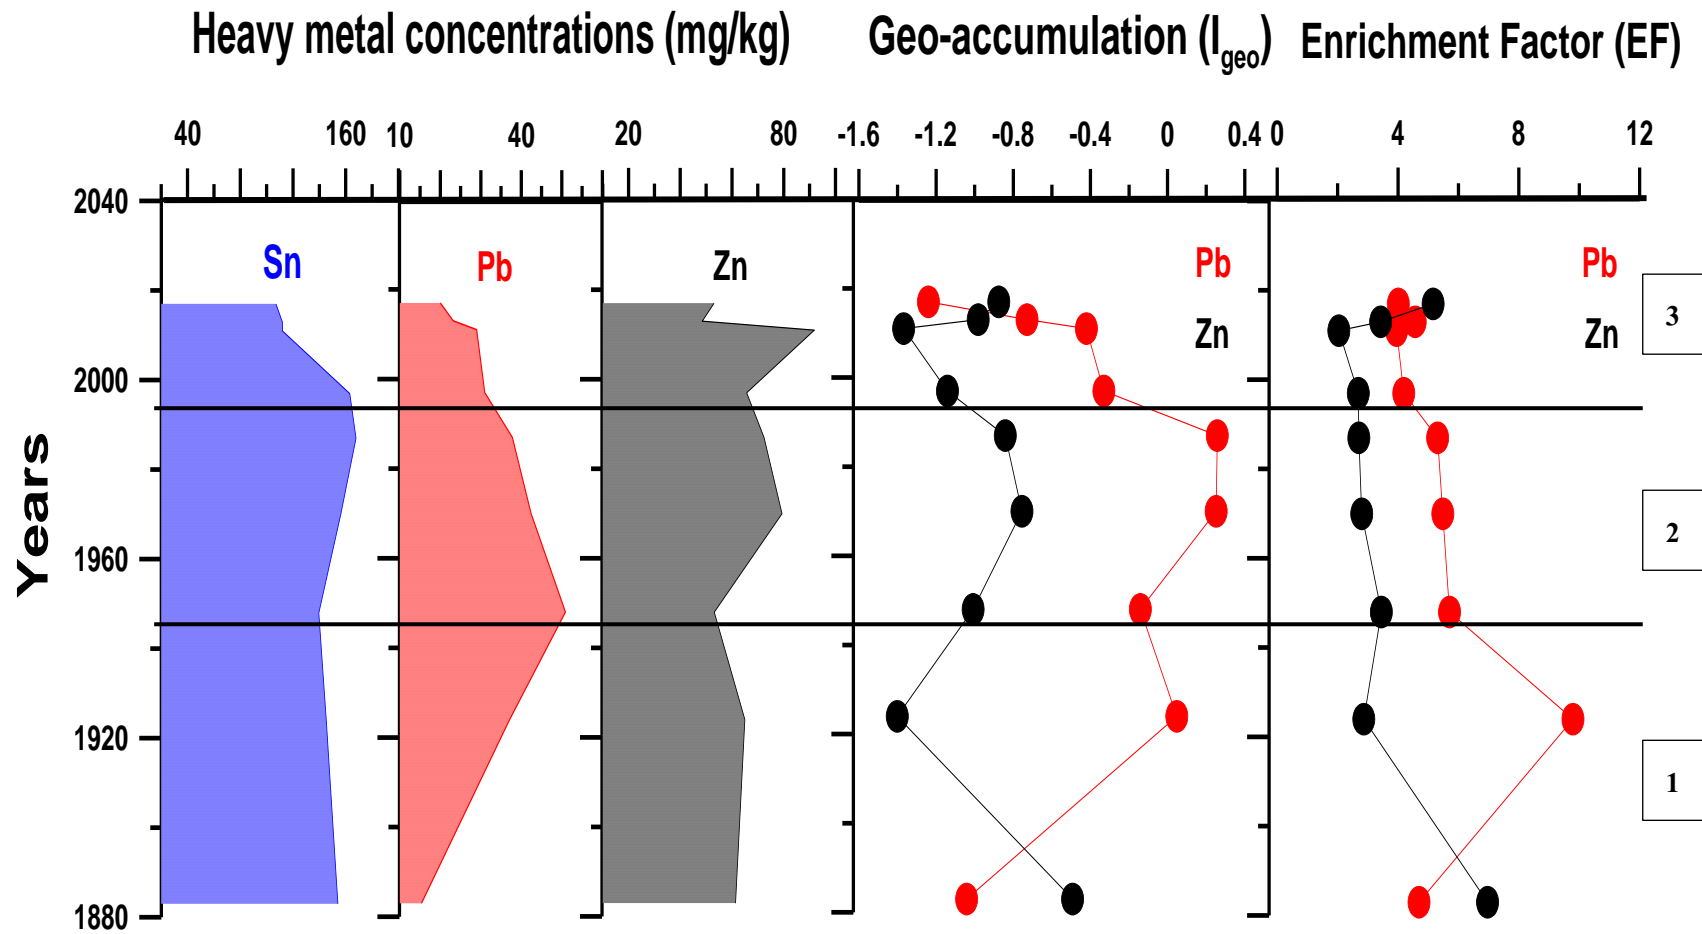 Heavy metal concentrations (mg/kg) Geo-accumulation (Igeo) Enrichment Factor (EF)
40 160 10 40 20 80 -1.6 -1.2 -0.8 -0.4 0 0.4 0 4 8 12
2040
Sn Pb Zn Pb Pb
Zn Zn 3
2000
Years
2
1960
1920
1
1880